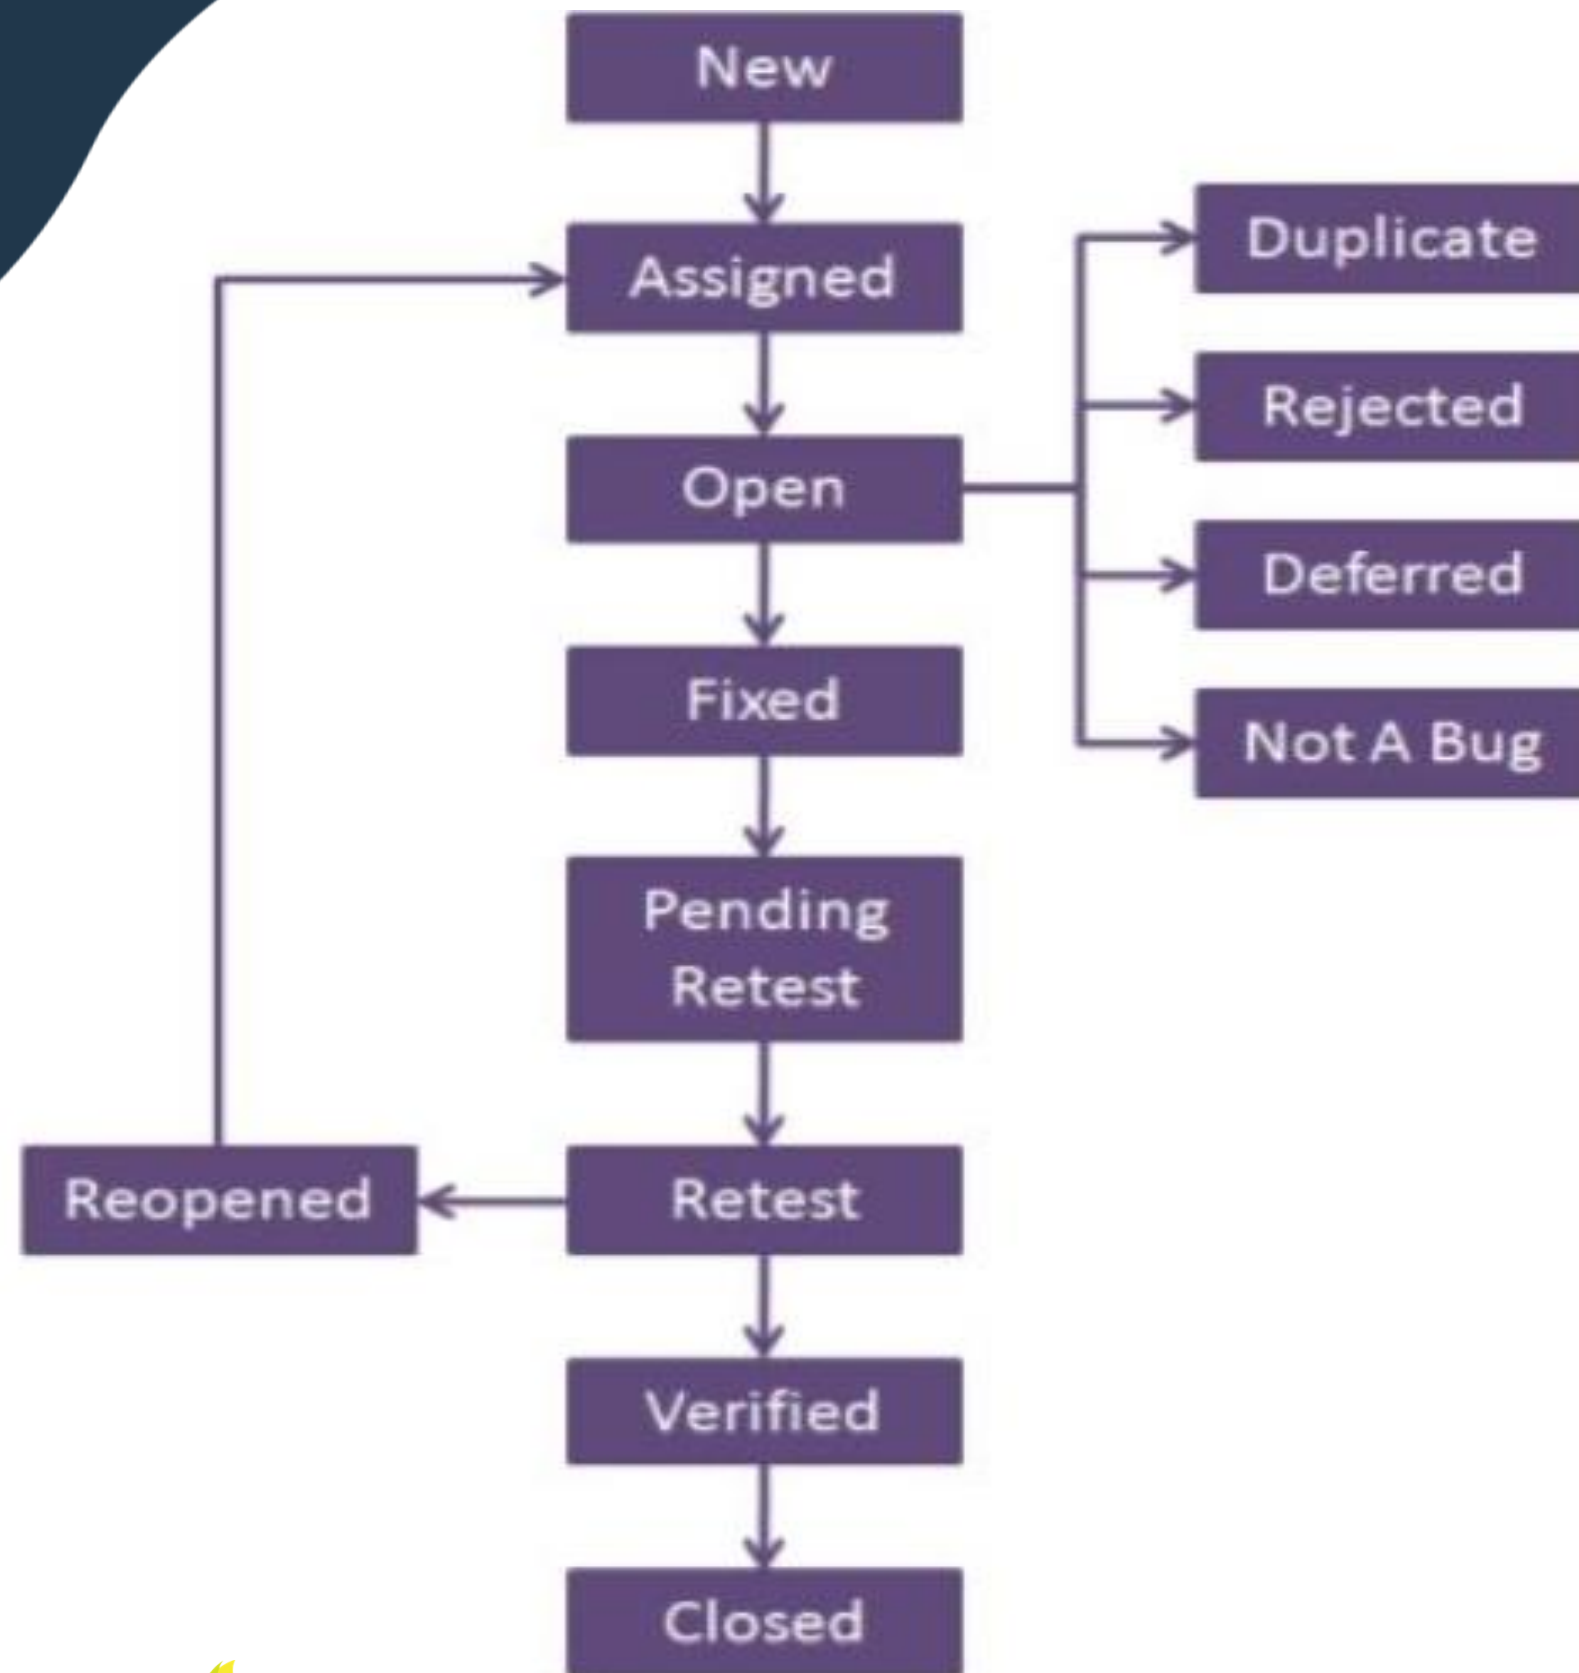 New
Assigned
Duplicate
Rejected
Open
Deferred
Fixed
Not A Bug
Pending
Retest
Reopened
Retest
Verified
Closed